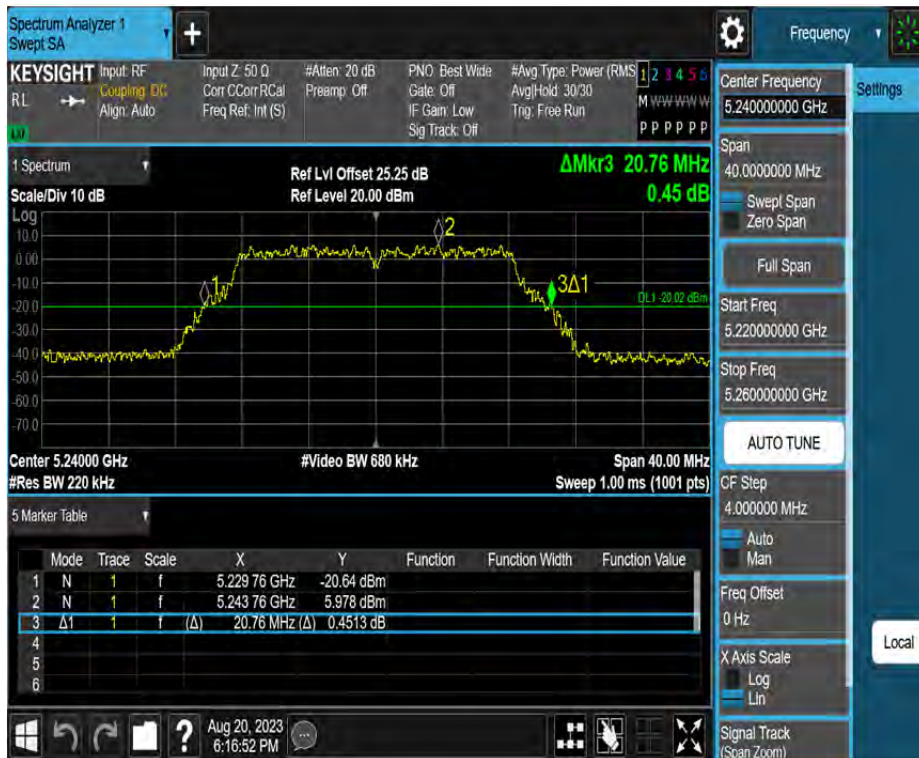 Spectrum Analyzer 1
Swept SA
+
Frequency
KEYSIGHT
RL
Input: RF
Coupling: DC
Align: Auto
Input Z: 50 Ω
Corr CCorr RCal
Freq Ref: Int (S)
#Atten: 20 dB
Preamp: Off
PNO: Best Wide
Gate: Off
IF Gain: Low
Sig Track: Off
#Avg Type: Power (RMS
Avg|Hold: 30/30
Trig: Free Run
1 2 3 4 5 6
M W W W W W
P P P P P P
1 Spectrum
Scale/Div 10 dB
Ref Lvl Offset 25.25 dB
Ref Level 20.00 dBm
ΔMkr3 20.76 MHz
0.45 dB
Log
10.0
0.00
-10.0
-20.0
-30.0
-40.0
-50.0
-60.0
-70.0
1
2
3Δ1
DL1 -20.02 dBm
Center 5.24000 GHz
#Video BW 680 kHz
Span 40.00 MHz
#Res BW 220 kHz
Sweep 1.00 ms (1001 pts)
5 Marker Table
Mode Trace Scale X Y Function Function Width Function Value
1 N 1 f 5.229 76 GHz -20.64 dBm
2 N 1 f 5.243 76 GHz 5.978 dBm
3 Δ1 1 f (Δ) 20.76 MHz (Δ) 0.4513 dB
4
5
6
Aug 20, 2023
6:16:52 PM
?
Center Frequency
5.240000000 GHz
Settings
Span
40.0000000 MHz
Swept Span
Zero Span
Full Span
Start Freq
5.220000000 GHz
Stop Freq
5.260000000 GHz
AUTO TUNE
CF Step
4.000000 MHz
Auto
Man
Freq Offset
0 Hz
X Axis Scale
Log
Lin
Signal Track
(Span Zoom)
Local